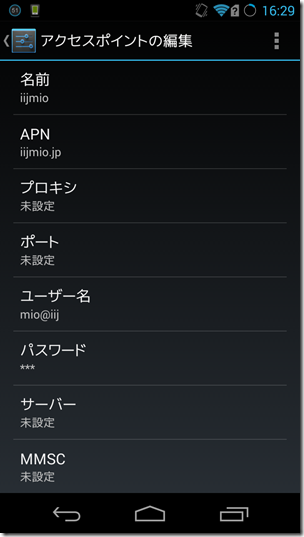 51 16:29
アクセスポイントの編集
名前
iijmio
APN
iijmio.jp
プロキシ
未設定
ポート
未設定
ユーザー名
mio@iij
パスワード
***
サーバー
未設定
MMSC
未設定